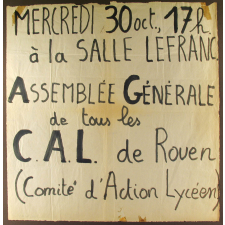 MERCREDI 30 oct., 17h.
à la SALLE LEFRANC
ASSEMBLÉE GÉNÉRALE
de tous les
C.A.L. de Rouen
(Comité d'Action Lycéen)